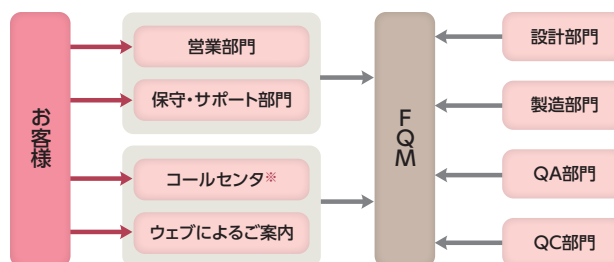 お客様
営業部門
保守・サポート部門
コールセンタ※
ウェブによるご案内
FQM
設計部門
製造部門
QA部門
QC部門